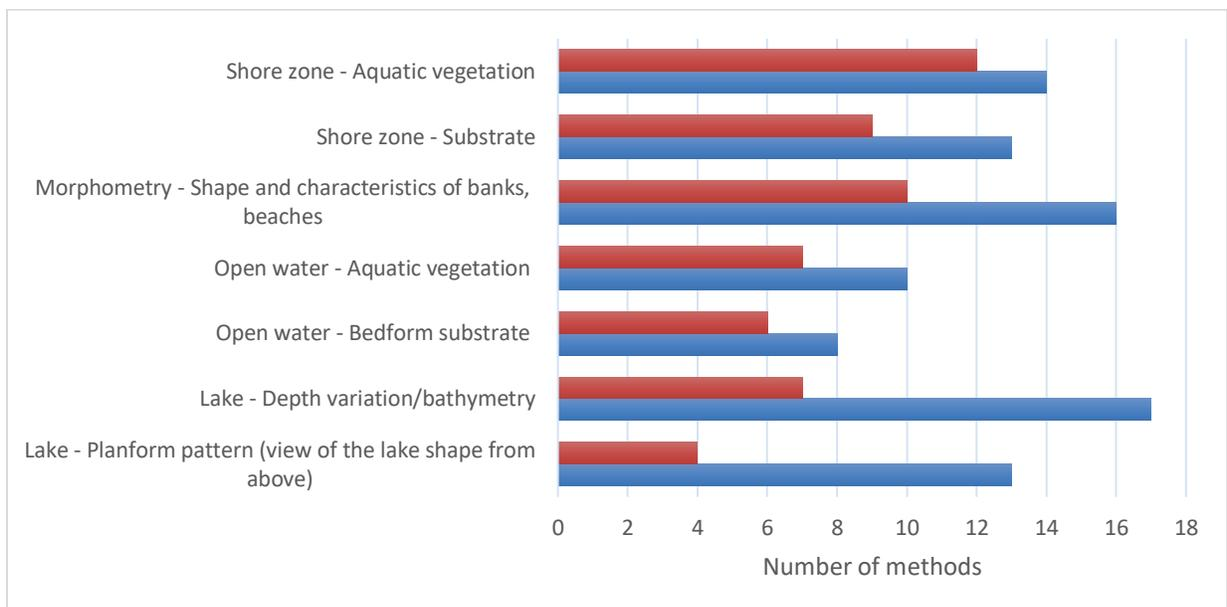 Shore zone - Aquatic vegetation
Shore zone - Substrate
Morphometry - Shape and characteristics of banks,
beaches
Open water - Aquatic vegetation
Open water - Bedform substrate
Lake - Depth variation/bathymetry
Lake - Planform pattern (view of the lake shape from
above)
0 2 4 6 8 10 12 14 16 18
Number of methods